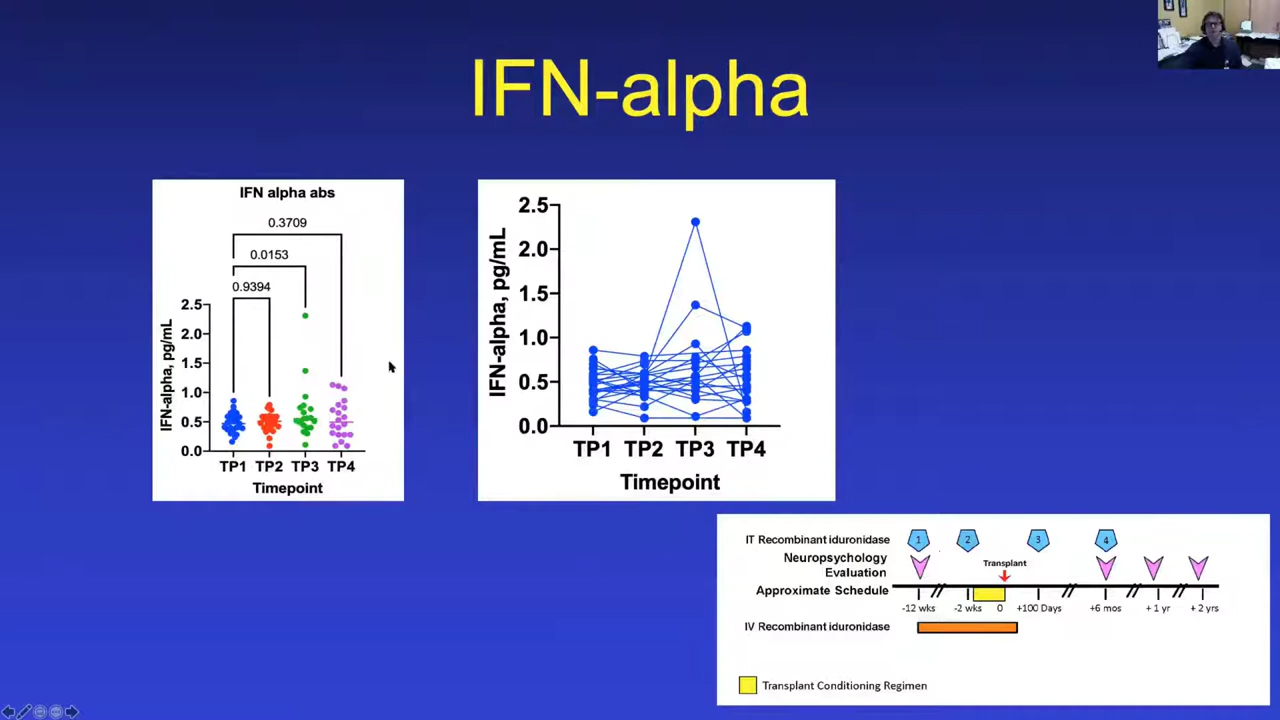 IFN-alpha
IFN alpha abs
0.3709
0.0153
0.9394
2.5
2.0
1.5
1.0
0.5
0.0
IFN-alpha, pg/mL
TP1 TP2 TP3 TP4
Timepoint
2.5
2.0
1.5
1.0
0.5
0.0
IFN-alpha, pg/mL
TP1 TP2 TP3 TP4
Timepoint
IT Recombinant iduronidase 1 2 3 4
Neuropsychology
Evaluation
Transplant
Approximate Schedule
-12 wks -2 wks 0 +100 Days +6 mos + 1 yr + 2 yrs
IV Recombinant iduronidase
Transplant Conditioning Regimen